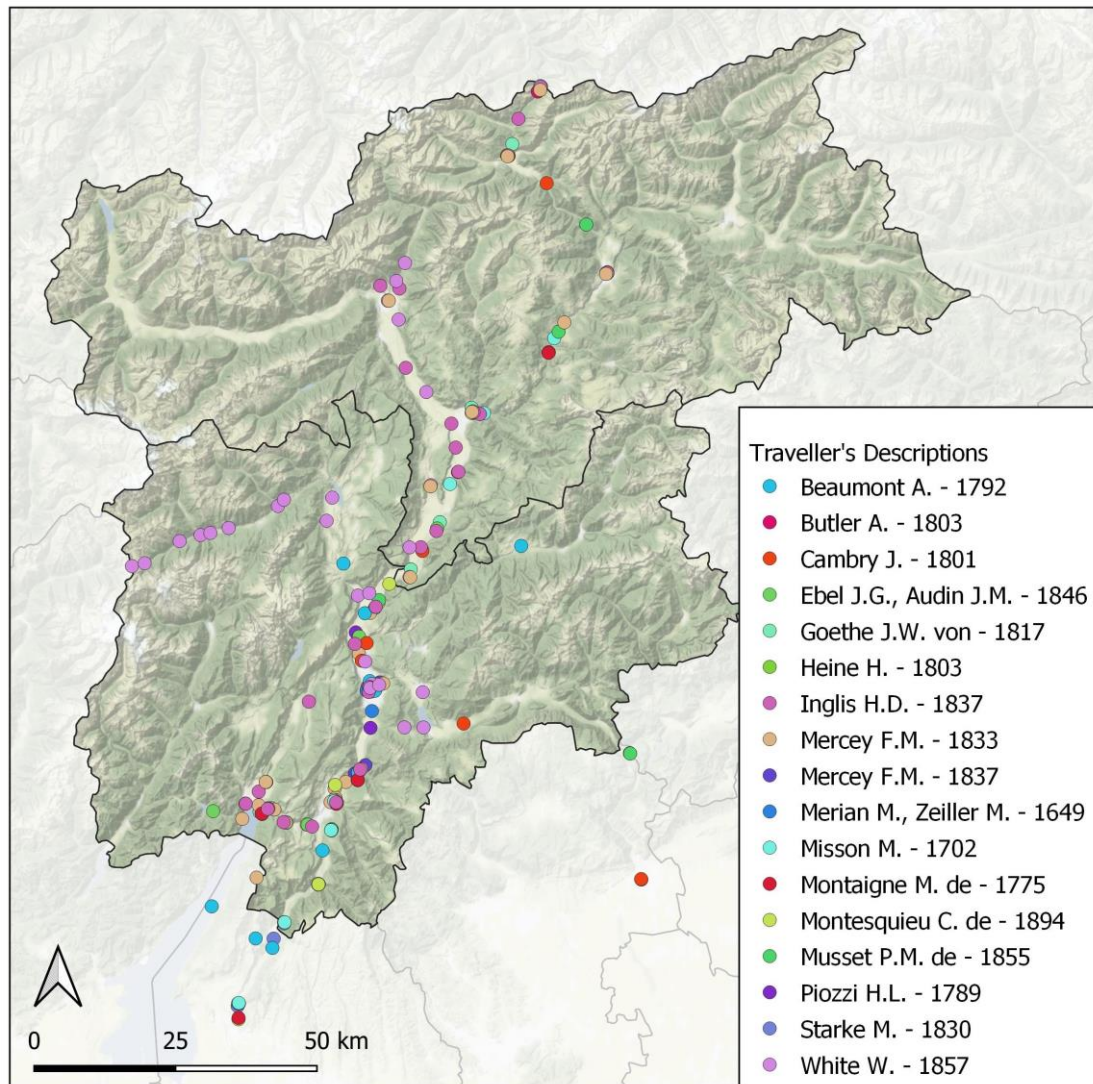 Traveller's Descriptions
Beaumont A. - 1792
Butler A. - 1803
Cambry J. - 1801
Ebel J.G., Audin J.M. - 1846
Goethe J.W. von - 1817
Heine H. - 1803
Inglis H.D. - 1837
Mercey F.M. - 1833
Mercey F.M. - 1837
Merian M., Zeiller M. - 1649
Misson M. - 1702
Montaigne M. de - 1775
Montesquieu C. de - 1894
Musset P.M. de - 1855
Piozzi H.L. - 1789
Starke M. - 1830
White W. - 1857
0 25 50 km